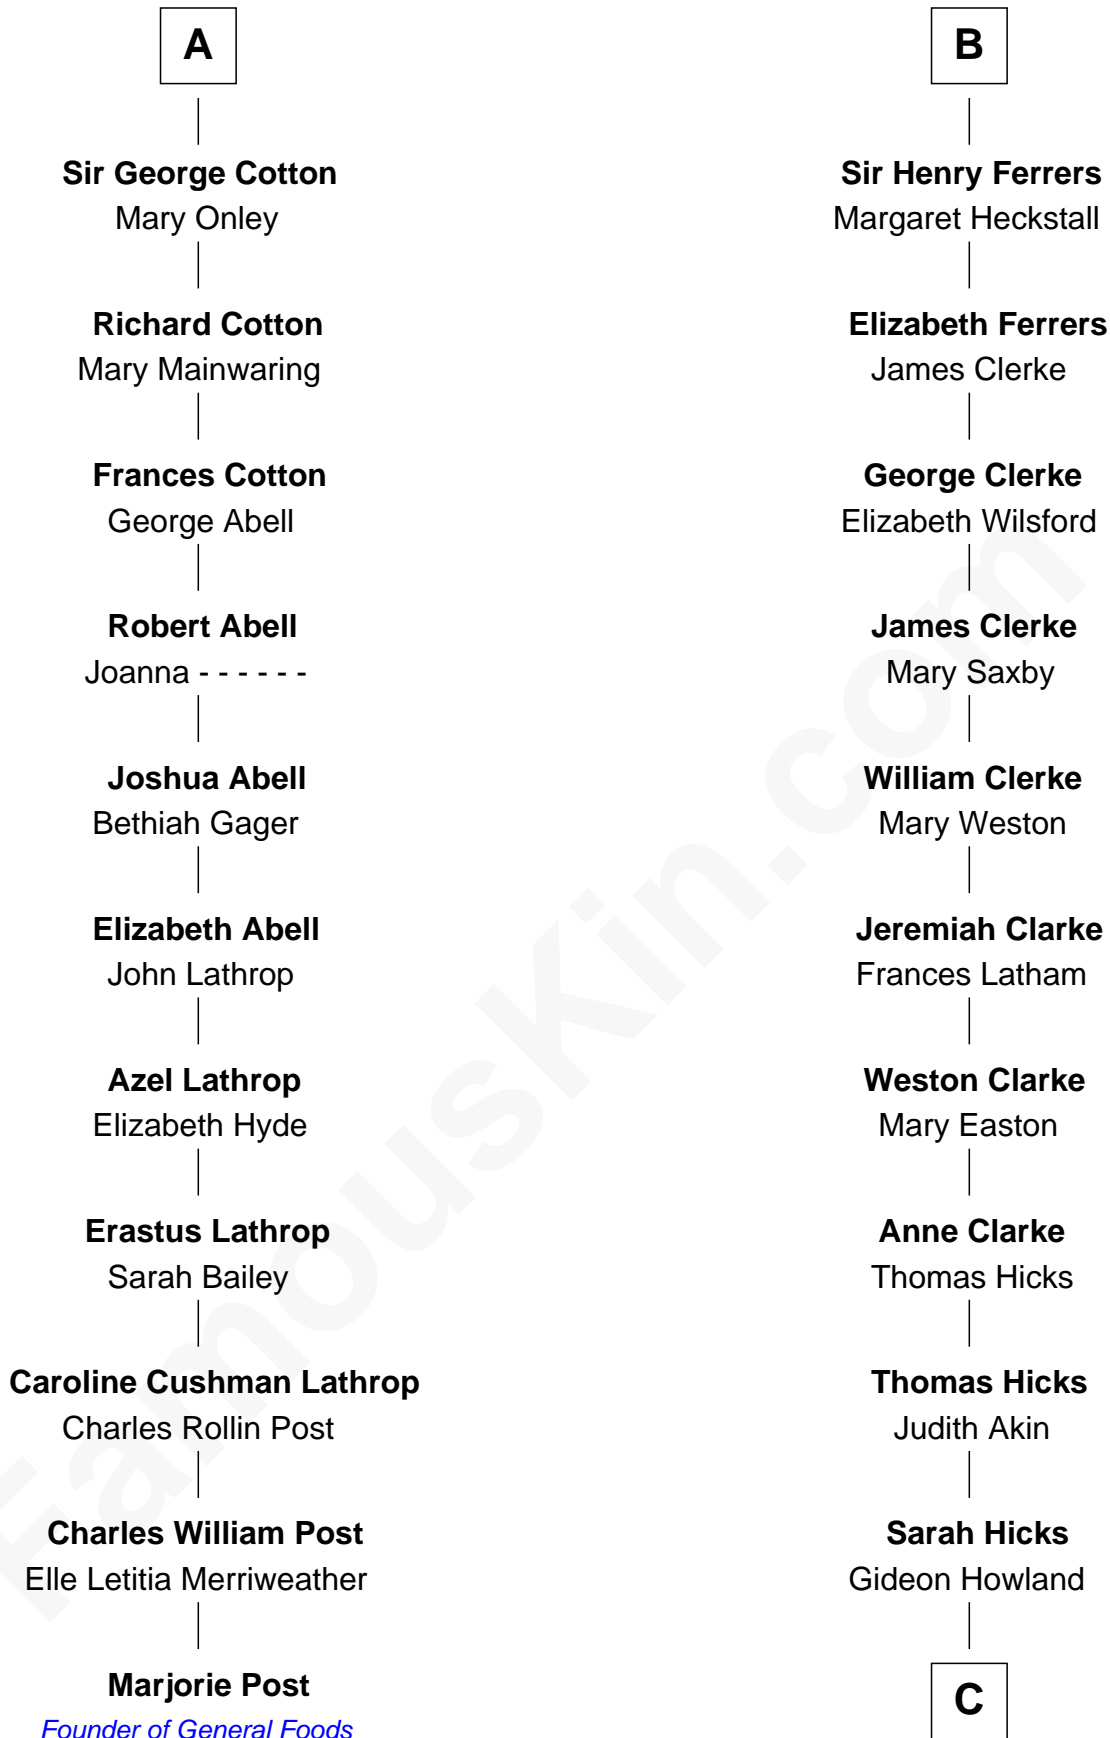 A
Sir George Cotton
Mary Onley
Richard Cotton
Mary Mainwaring
Frances Cotton
George Abell
Robert Abell
Joanna - - - - - -
Joshua Abell
Bethiah Gager
Elizabeth Abell
John Lathrop
Azel Lathrop
Elizabeth Hyde
Erastus Lathrop
Sarah Bailey
Caroline Cushman Lathrop
Charles Rollin Post
Charles William Post
Elle Letitia Merriweather
Marjorie Post
Founder of General Foods
B
Sir Henry Ferrers
Margaret Heckstall
Elizabeth Ferrers
James Clerke
George Clerke
Elizabeth Wilsford
James Clerke
Mary Saxby
William Clerke
Mary Weston
Jeremiah Clarke
Frances Latham
Weston Clarke
Mary Easton
Anne Clarke
Thomas Hicks
Thomas Hicks
Judith Akin
Sarah Hicks
Gideon Howland
C
FamousKin.com